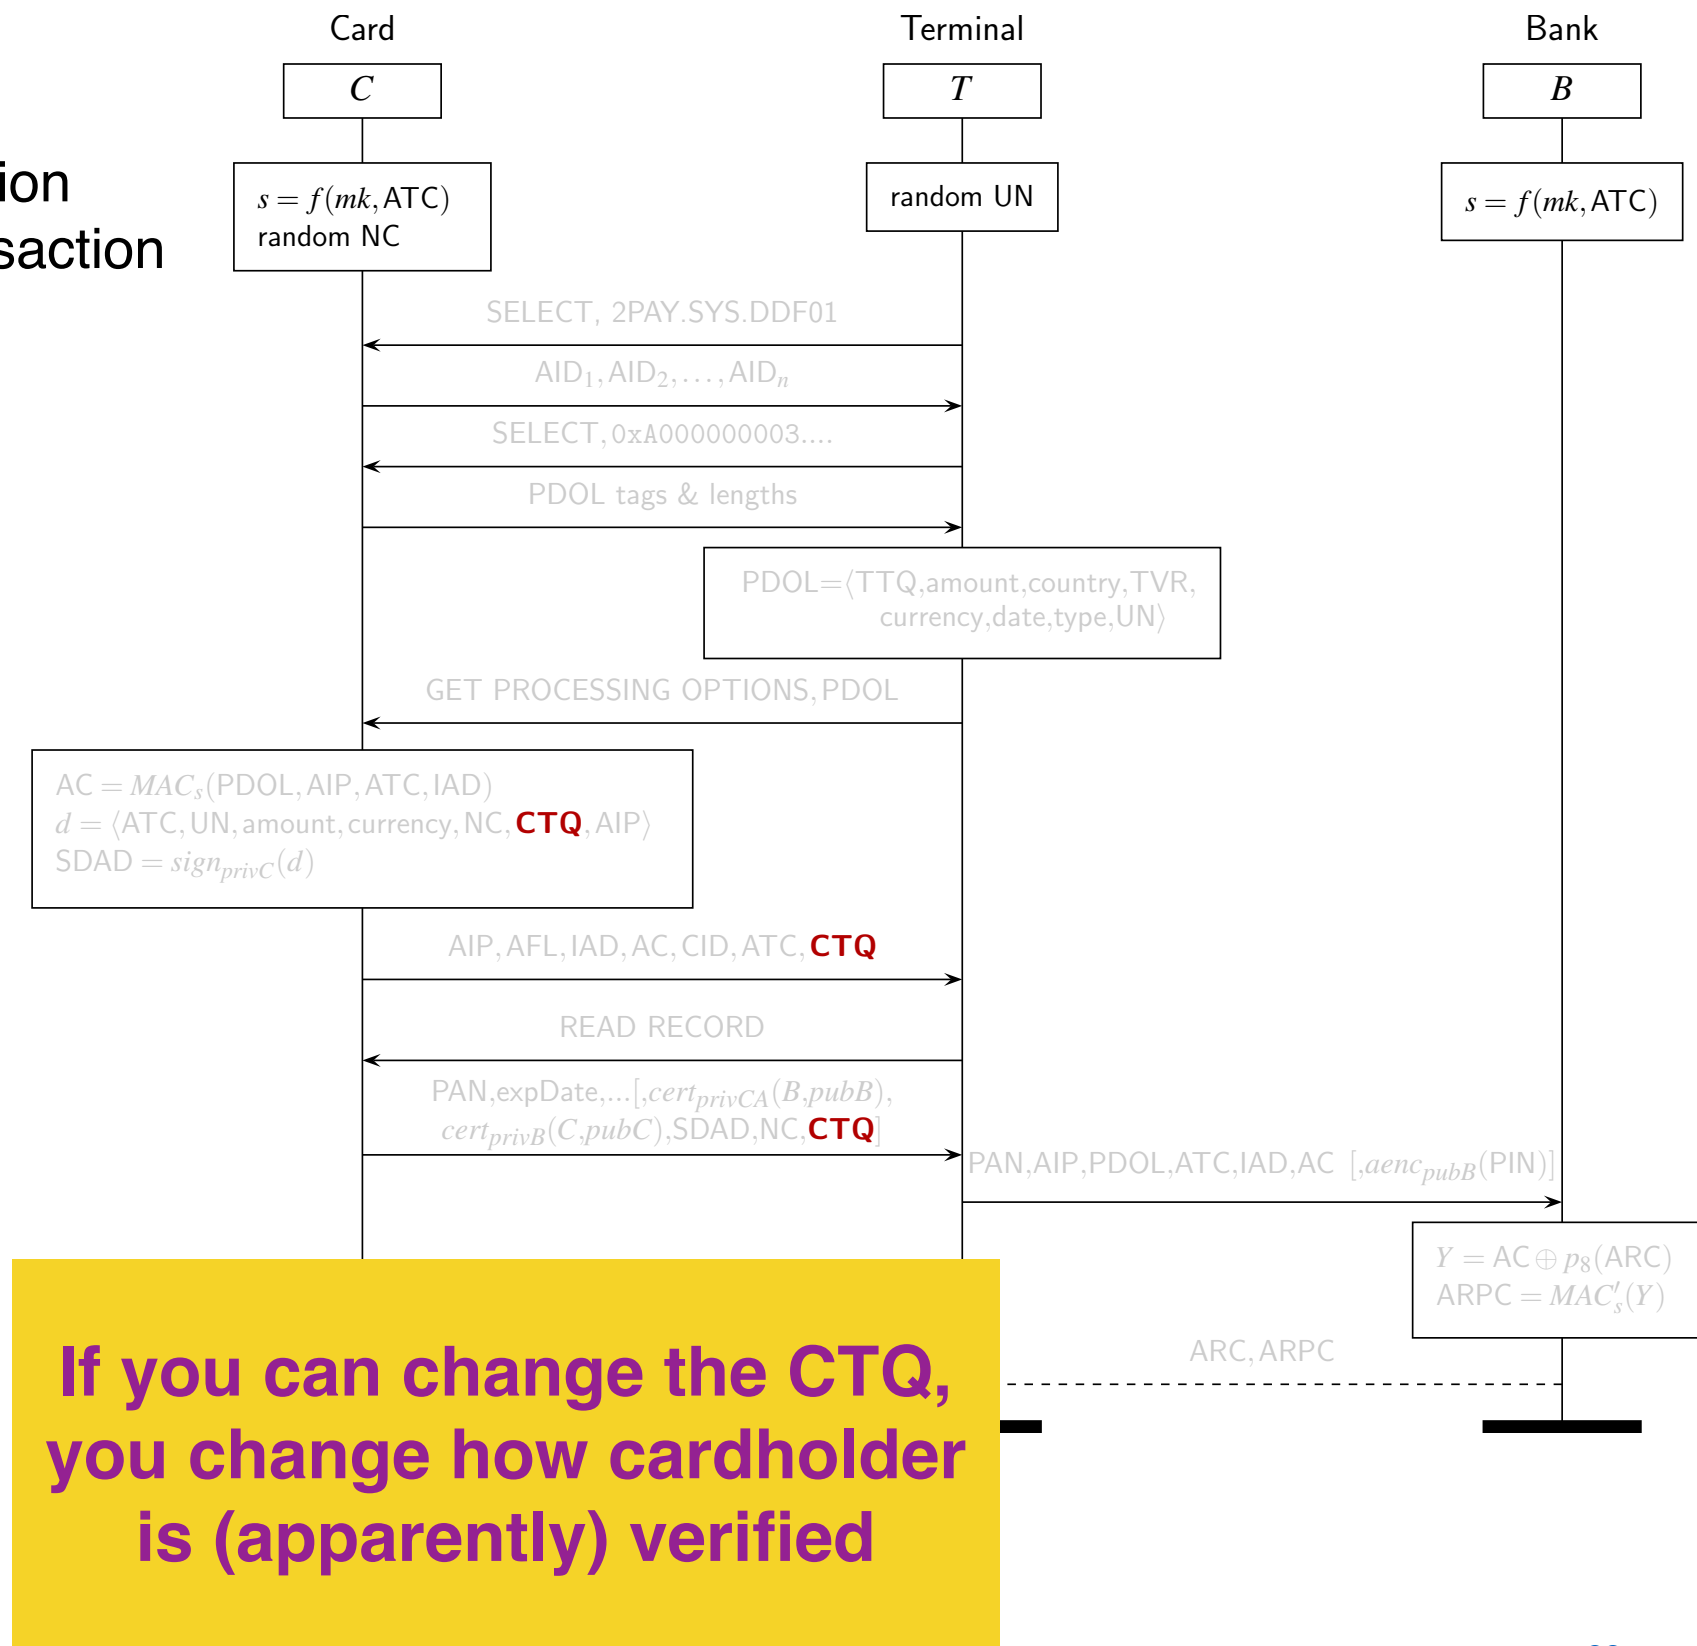 Card
Terminal
Bank
C
T
B
ion
saction
s = f(mk, ATC)
random NC
random UN
s = f(mk, ATC)
SELECT, 2PAY.SYS.DDF01
AID₁, AID₂, ..., AIDₙ
SELECT, 0xA000000003....
PDOL tags & lengths
PDOL=⟨TTQ,amount,country,TVR,
currency,date,type,UN⟩
GET PROCESSING OPTIONS, PDOL
AC = MACₛ(PDOL, AIP, ATC, IAD)
d = ⟨ATC, UN, amount, currency, NC, CTQ, AIP⟩
SDAD = sign_privC(d)
AIP, AFL, IAD, AC, CID, ATC, CTQ
READ RECORD
PAN,expDate,...[,cert_privCA(B,pubB),
cert_privB(C,pubC),SDAD,NC,CTQ]
PAN,AIP,PDOL,ATC,IAD,AC [,aenc_pubB(PIN)]
Y = AC ⊕ p₈(ARC)
ARPC = MAC′ₛ(Y)
ARC, ARPC
If you can change the CTQ,
you change how cardholder
is (apparently) verified